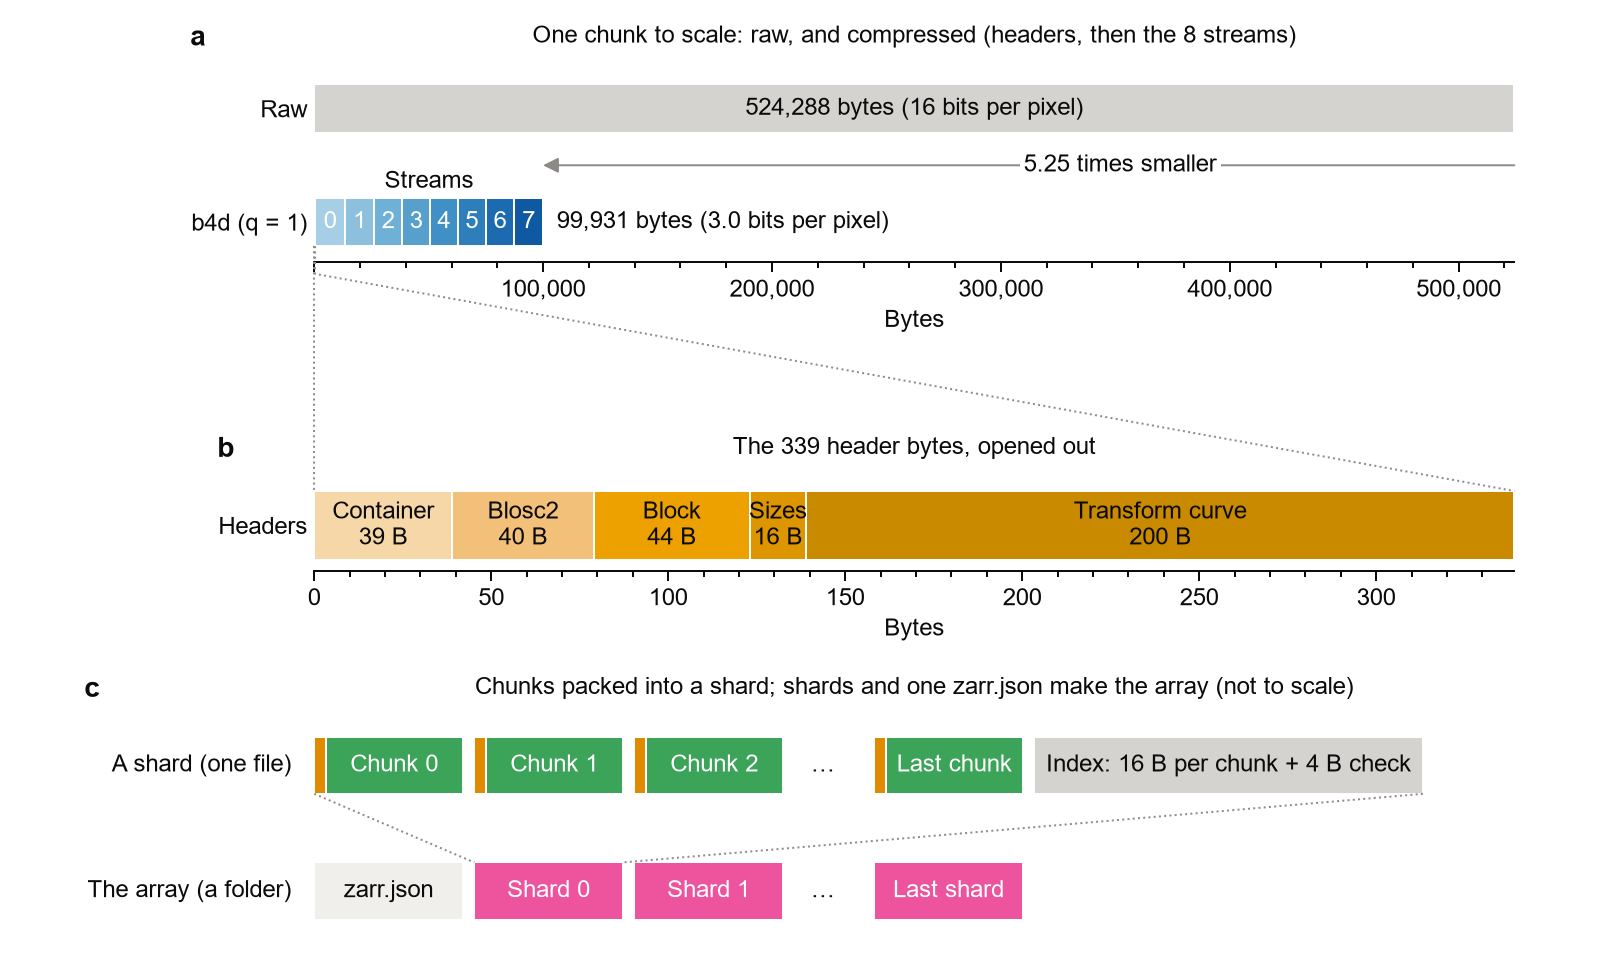 a
One chunk to scale: raw, and compressed (headers, then the 8 streams)
Raw
524,288 bytes (16 bits per pixel)
5.25 times smaller
Streams
b4d (q = 1)
0 1 2 3 4 5 6 7
99,931 bytes (3.0 bits per pixel)
100,000 200,000 300,000 400,000 500,000
Bytes
b
The 339 header bytes, opened out
Headers
Container
39 B
Blosc2
40 B
Block
44 B
Sizes
16 B
Transform curve
200 B
0 50 100 150 200 250 300
Bytes
c
Chunks packed into a shard; shards and one zarr.json make the array (not to scale)
A shard (one file)
Chunk 0
Chunk 1
Chunk 2
...
Last chunk
Index: 16 B per chunk + 4 B check
The array (a folder)
zarr.json
Shard 0
Shard 1
...
Last shard